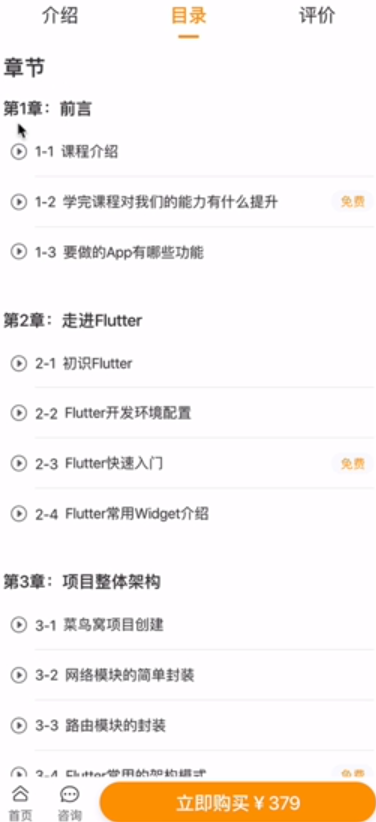 介绍 目录 评价
章节
第1章：前言
1-1 课程介绍
1-2 学完课程对我们的能力有什么提升 免费
1-3 要做的App有哪些功能
第2章：走进Flutter
2-1 初识Flutter
2-2 Flutter开发环境配置
2-3 Flutter快速入门 免费
2-4 Flutter常用Widget介绍
第3章：项目整体架构
3-1 菜鸟窝项目创建
3-2 网络模块的简单封装
3-3 路由模块的封装
3-4 Flutter常用的架构模式 免费
首页 咨询 立即购买￥379